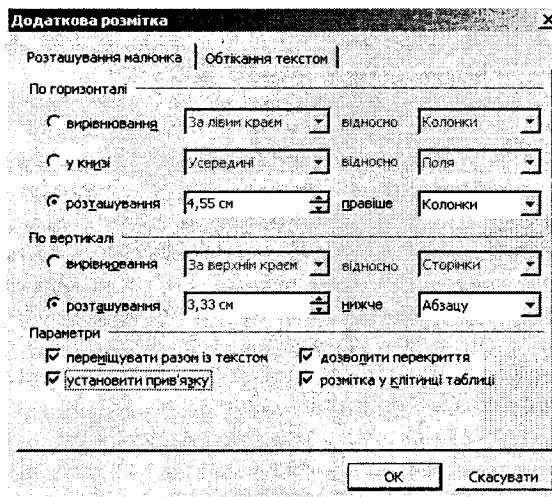 Додаткова розмітка
Розташування малюнка Обтікання текстом
По горизонталі
вирівнювання За лівим краєм відносно Колонки
у книзі Усередині відносно Поля
розташування 4,55 см правіше Колонки
По вертикалі
вирівнювання За верхнім краєм відносно Сторінки
розташування 3,33 см нижче Абзацу
Параметри
переміщувати разом із текстом дозволити перекриття
установити прив'язку розмітка у клітинці таблиці
ОК Скасувати